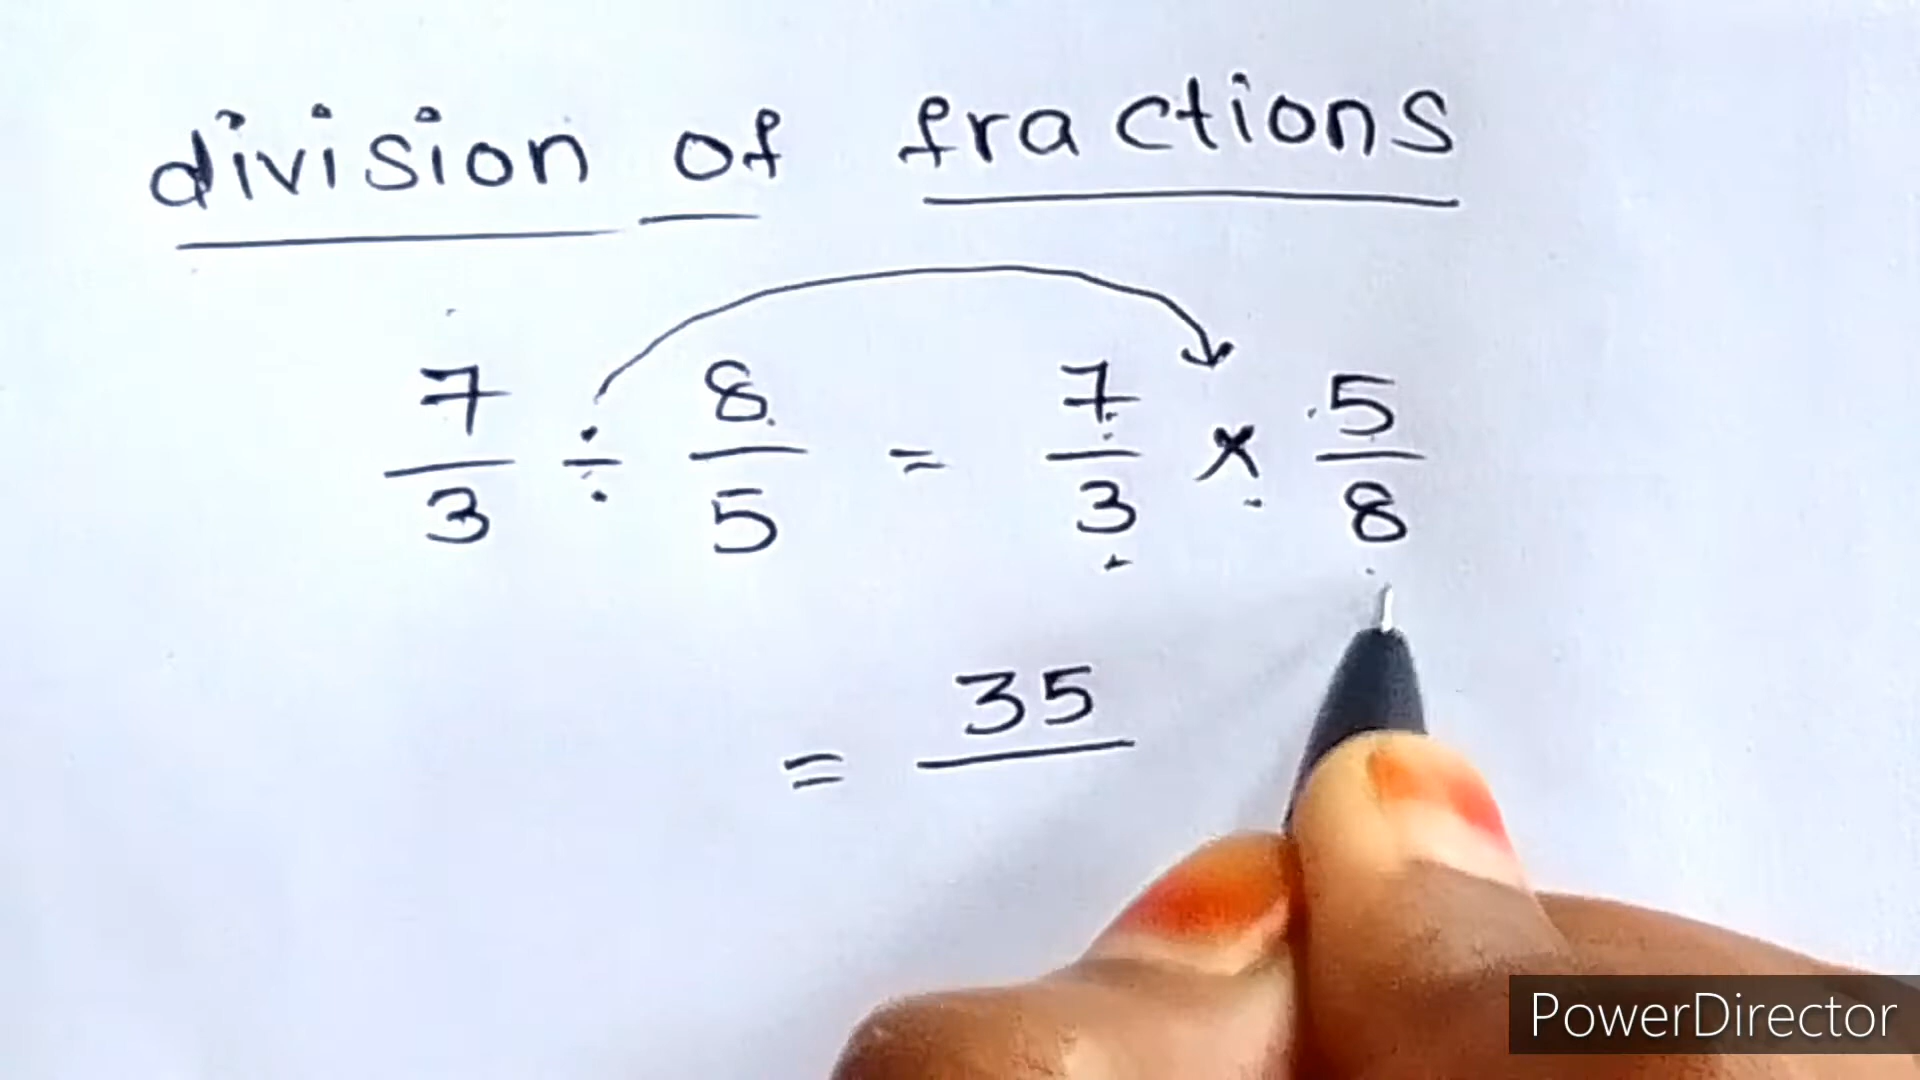 division of fractions
7/3 ÷ 8/5 = 7/3 × 5/8
= 35/
PowerDirector